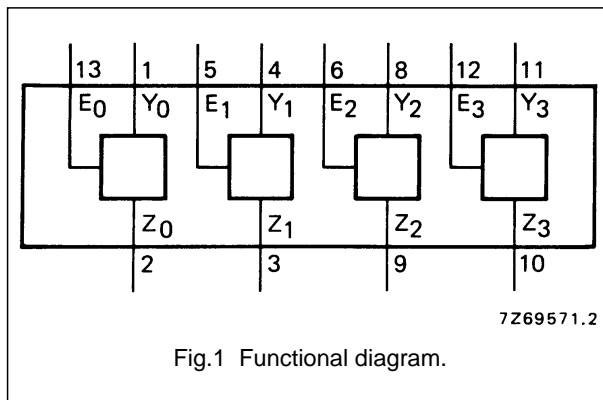 13 1 5 4 6 8 12 11
E0 Y0 E1 Y1 E2 Y2 E3 Y3
Z0 Z1 Z2 Z3
2 3 9 10
7Z69571.2
Fig.1 Functional diagram.